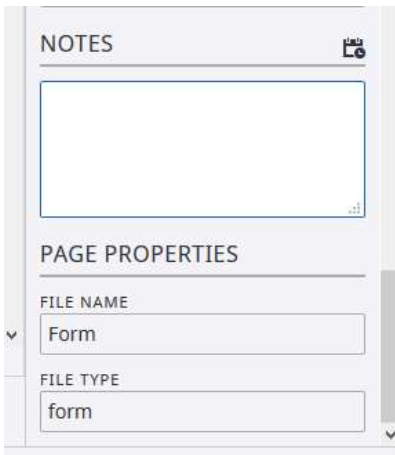 NOTES
PAGE PROPERTIES
FILE NAME
Form
FILE TYPE
form